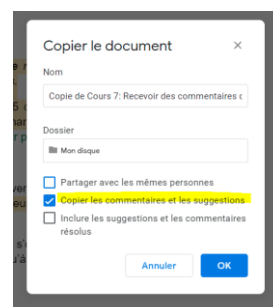 Copier le document
×
Nom
Copie de Cours 7: Recevoir des commentaires c
Dossier
Mon disque
Partager avec les mêmes personnes
Copier les commentaires et les suggestions
Inclure les suggestions et les commentaires
résolus
Annuler OK